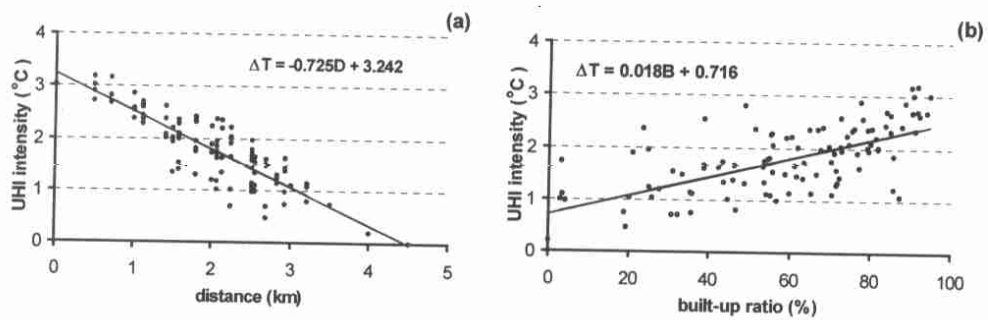 (a)
ΔT = -0.725D + 3.242
UHI intensity (°C)
4
3
2
1
0
0 1 2 3 4 5
distance (km)
(b)
ΔT = 0.018B + 0.716
UHI intensity (°C)
4
3
2
1
0
0 20 40 60 80 100
built-up ratio (%)